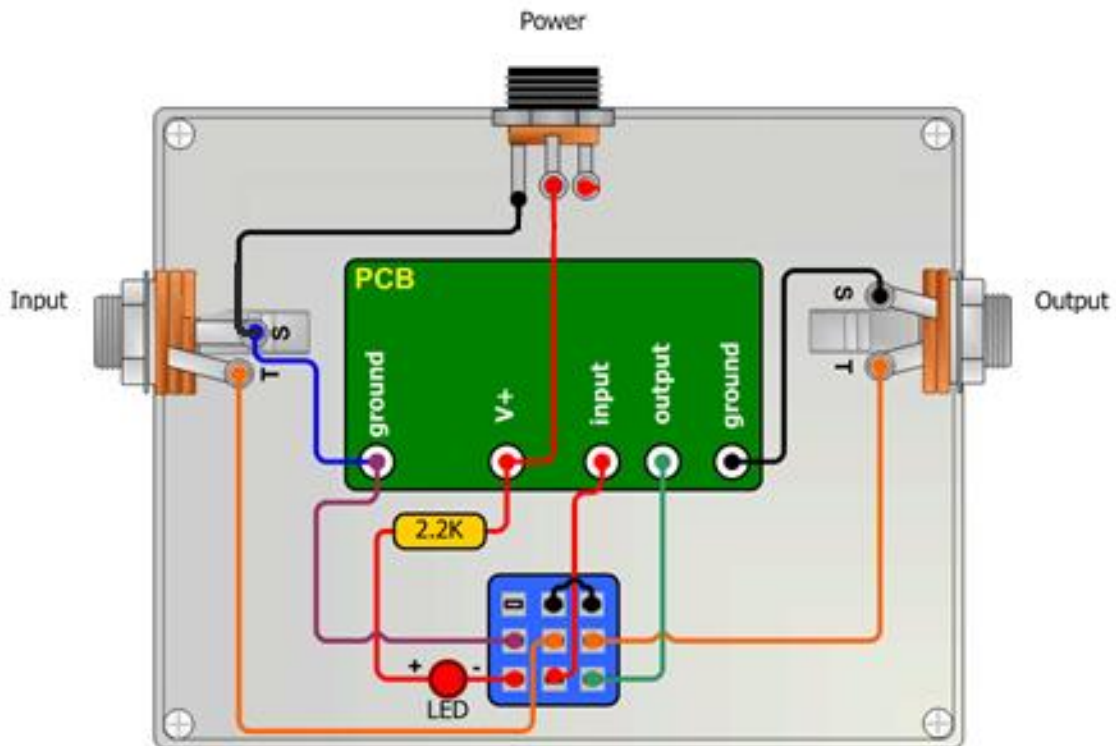 Power
Input
Output
PCB
S
T
S
T
ground
V+
input
output
ground
2.2K
+
-
LED